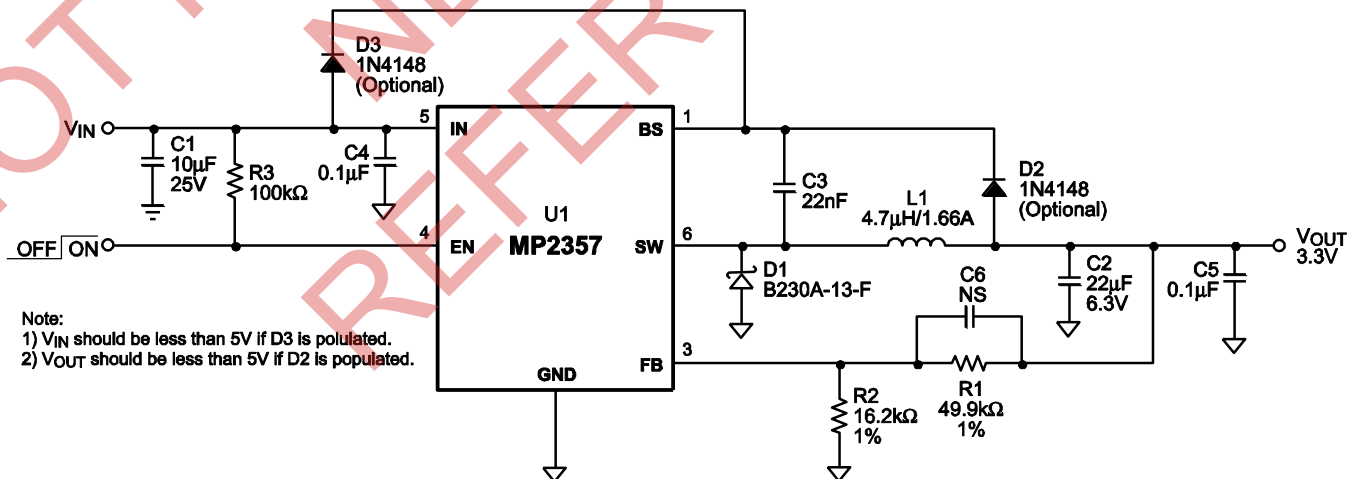 NOT
NE
REFER
D3
1N4148
(Optional)
VIN
C1
10µF
25V
R3
100kΩ
C4
0.1µF
5
IN
BS
1
U1
MP2357
4
EN
SW
6
FB
3
GND
C3
22nF
D2
1N4148
(Optional)
L1
4.7µH/1.66A
D1
B230A-13-F
C6
NS
C2
22µF
6.3V
C5
0.1µF
VOUT
3.3V
R1
49.9kΩ
1%
R2
16.2kΩ
1%
OFF ON
Note:
1) VIN should be less than 5V if D3 is polulated.
2) VOUT should be less than 5V if D2 is populated.